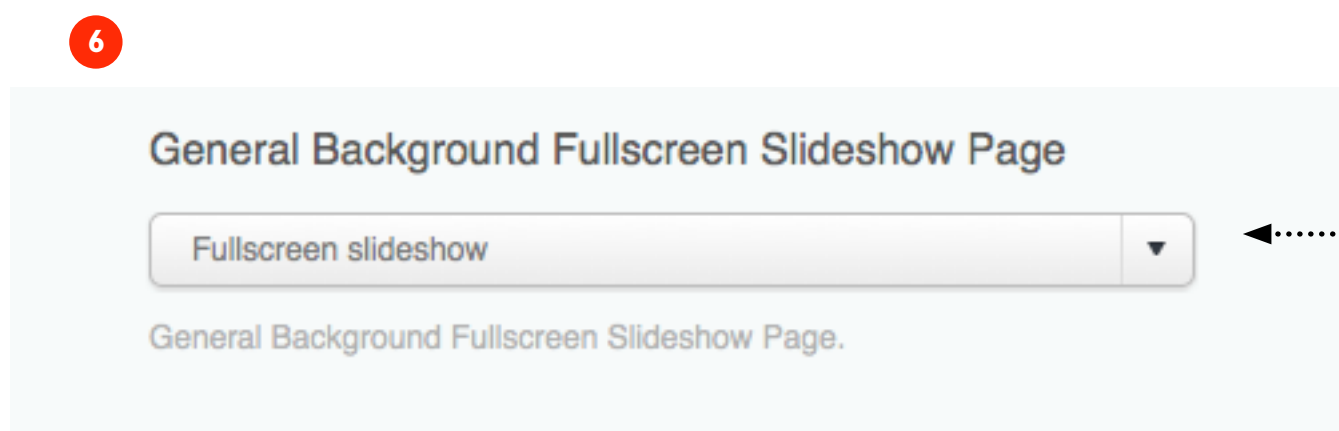 6
General Background Fullscreen Slideshow Page
Fullscreen slideshow
General Background Fullscreen Slideshow Page.